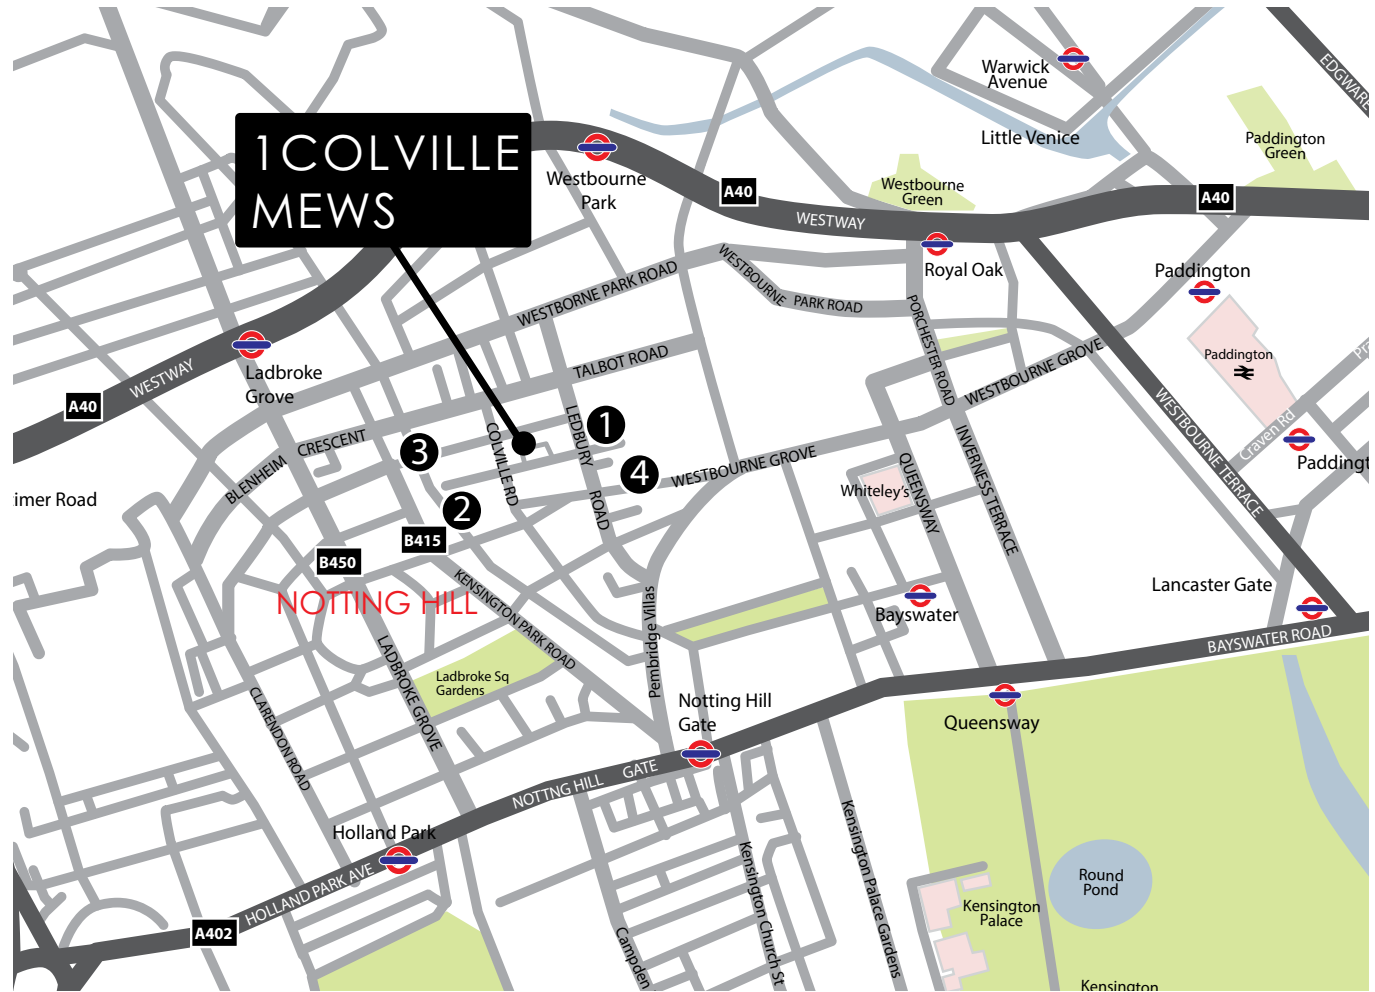 EDGWARE
Warwick
Avenue
Little Venice
Paddington
Green
1COLVILLE
MEWS
Westbourne
Park
A40
Westbourne
Green
A40
WESTWAY
Royal Oak
Paddington
WESTBORNE PARK ROAD
WESTBOURNE
PARK ROAD
PORCHESTER ROAD
Ladbroke
Grove
WESTWAY
A40
TALBOT ROAD
WESTBOURNE GROVE
Paddington
Pra
Craven Rd
Paddingt
WESTBOURNE TERRACE
BLENHEIM
CRESCENT
COLVILLE RD
LEDBURY
ROAD
1
3
4
2
WESTBOURNE GROVE
Whiteley's
QUEENSWAY
INVERNESS TERRACE
imer Road
B415
B450
NOTTING HILL
KENSINGTON PARK ROAD
Pembridge Villas
Bayswater
Lancaster Gate
BAYSWATER ROAD
LADBROKE GROVE
Ladbroke Sq
Gardens
CLARENDON ROAD
Notting Hill
Gate
Queensway
NOTTNG HILL
GATE
Holland Park
HOLLAND PARK AVE
A402
Campden
Kensington Church St
Kensington Palace Gardens
Kensington
Palace
Round
Pond
Kensington